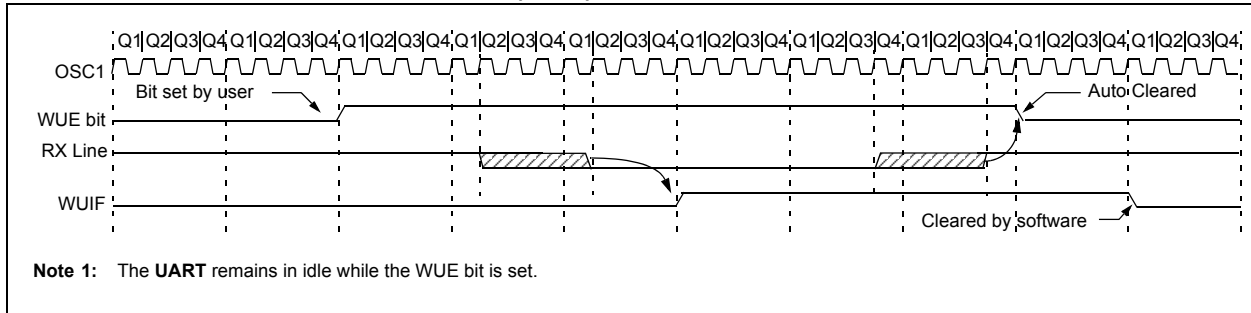 Q1 Q2 Q3 Q4 Q1 Q2 Q3 Q4 Q1 Q2 Q3 Q4 Q1 Q2 Q3 Q4 Q1 Q2 Q3 Q4 Q1 Q2 Q3 Q4 Q1 Q2 Q3 Q4 Q1 Q2 Q3 Q4 Q1 Q2 Q3 Q4 Q1 Q2 Q3 Q4
OSC1
Bit set by user
Auto Cleared
WUE bit
RX Line
WUIF
Cleared by software
Note 1: The UART remains in idle while the WUE bit is set.